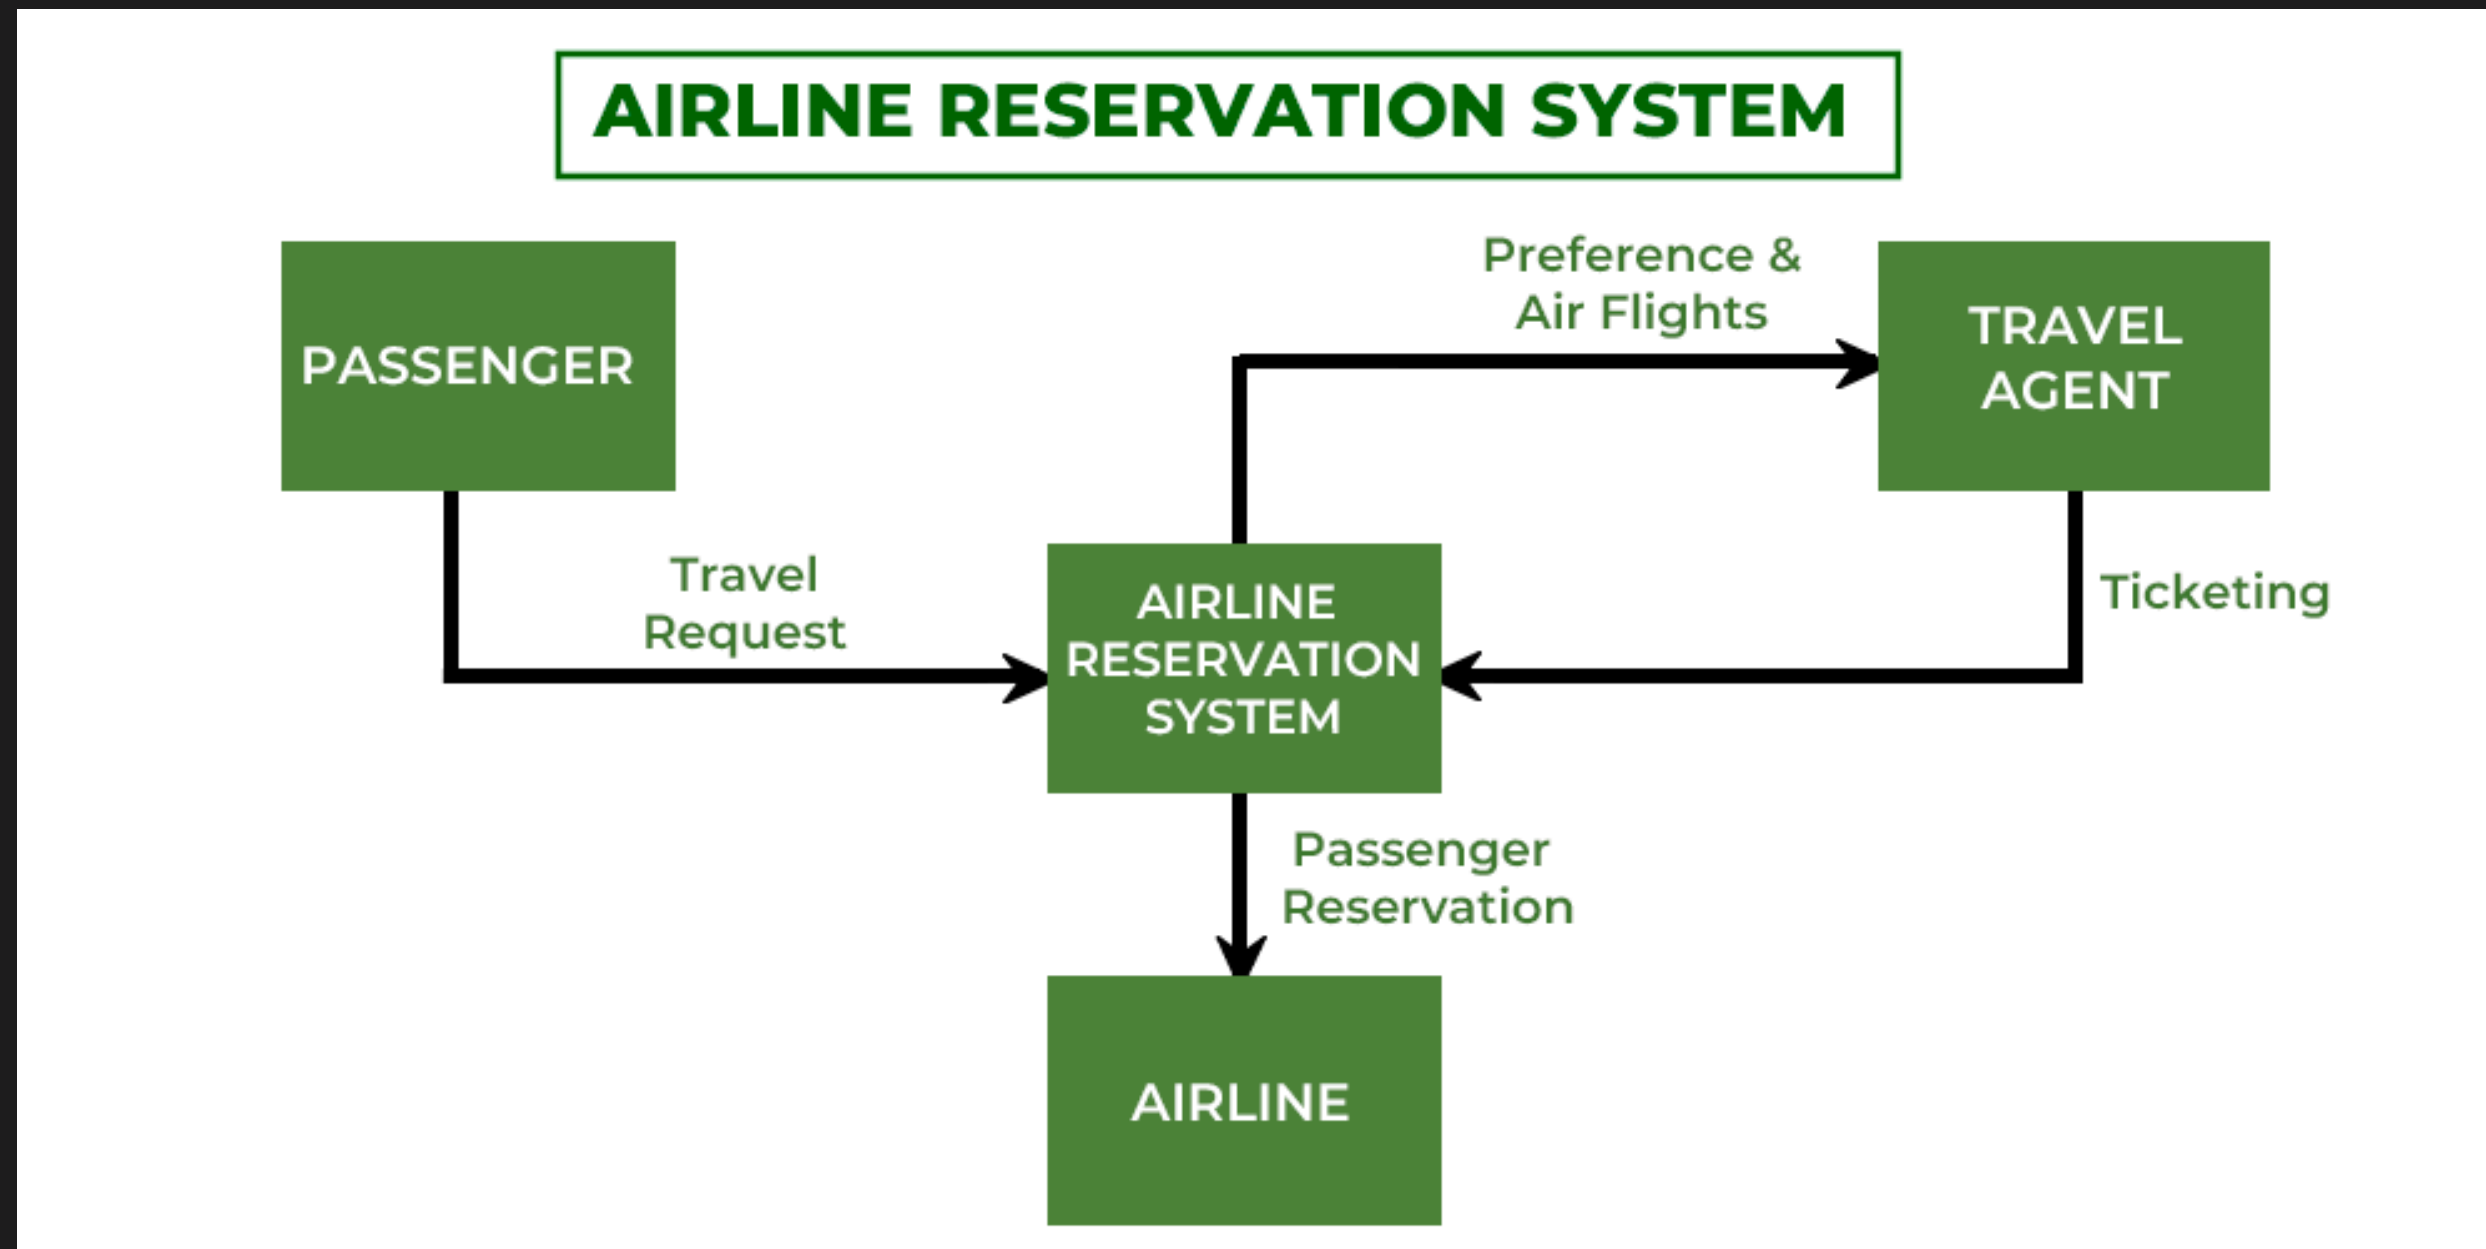 AIRLINE RESERVATION SYSTEM
PASSENGER
Preference &
Air Flights
TRAVEL
AGENT
Travel
Request
AIRLINE
RESERVATION
SYSTEM
Ticketing
Passenger
Reservation
AIRLINE